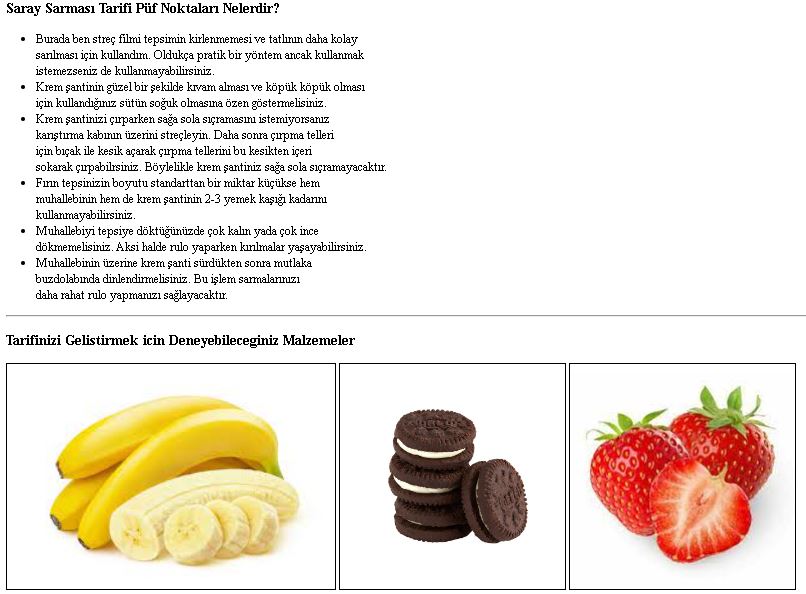 Saray Sarması Tarifi Püf Noktaları Nelerdir?
Burada ben streç filmi tepsimin kirlenmemesi ve tatlının daha kolay
sarılması için kullandım. Oldukça pratik bir yöntem ancak kullanmak
istemezseniz de kullanmayabilirsiniz.
Krem şantinin güzel bir şekilde kıvam alması ve köpük köpük olması
için kullandığınız sütün soğuk olmasına özen göstermelisiniz.
Krem şantinizi çırparken sağa sola sıçramasını istemiyorsanız
karıştırma kabının üzerini streçleyin. Daha sonra çırpma telleri
için bıçak ile kesik açarak çırpma tellerini bu kesikten içeri
sokarak çırpabilirsiniz. Böylelikle krem şantiniz sağa sola sıçramayacaktır.
Fırın tepsinizin boyutu standarttan bir miktar küçükse hem
muhallebinin hem de krem şantinin 2-3 yemek kaşığı kadarını
kullanmayabilirsiniz.
Muhallebiyi tepsiye döktüğünüzde çok kalın yada çok ince
dökmemelisiniz. Aksi halde rulo yaparken kırılmalar yaşayabilirsiniz.
Muhallebinin üzerine krem şanti sürdükten sonra mutlaka
buzdolabında dinlendirmelisiniz. Bu işlem sarmalarınızı
daha rahat rulo yapmanızı sağlayacaktır.
Tarifinizi Gelistirmek icin Deneyebileceginiz Malzemeler